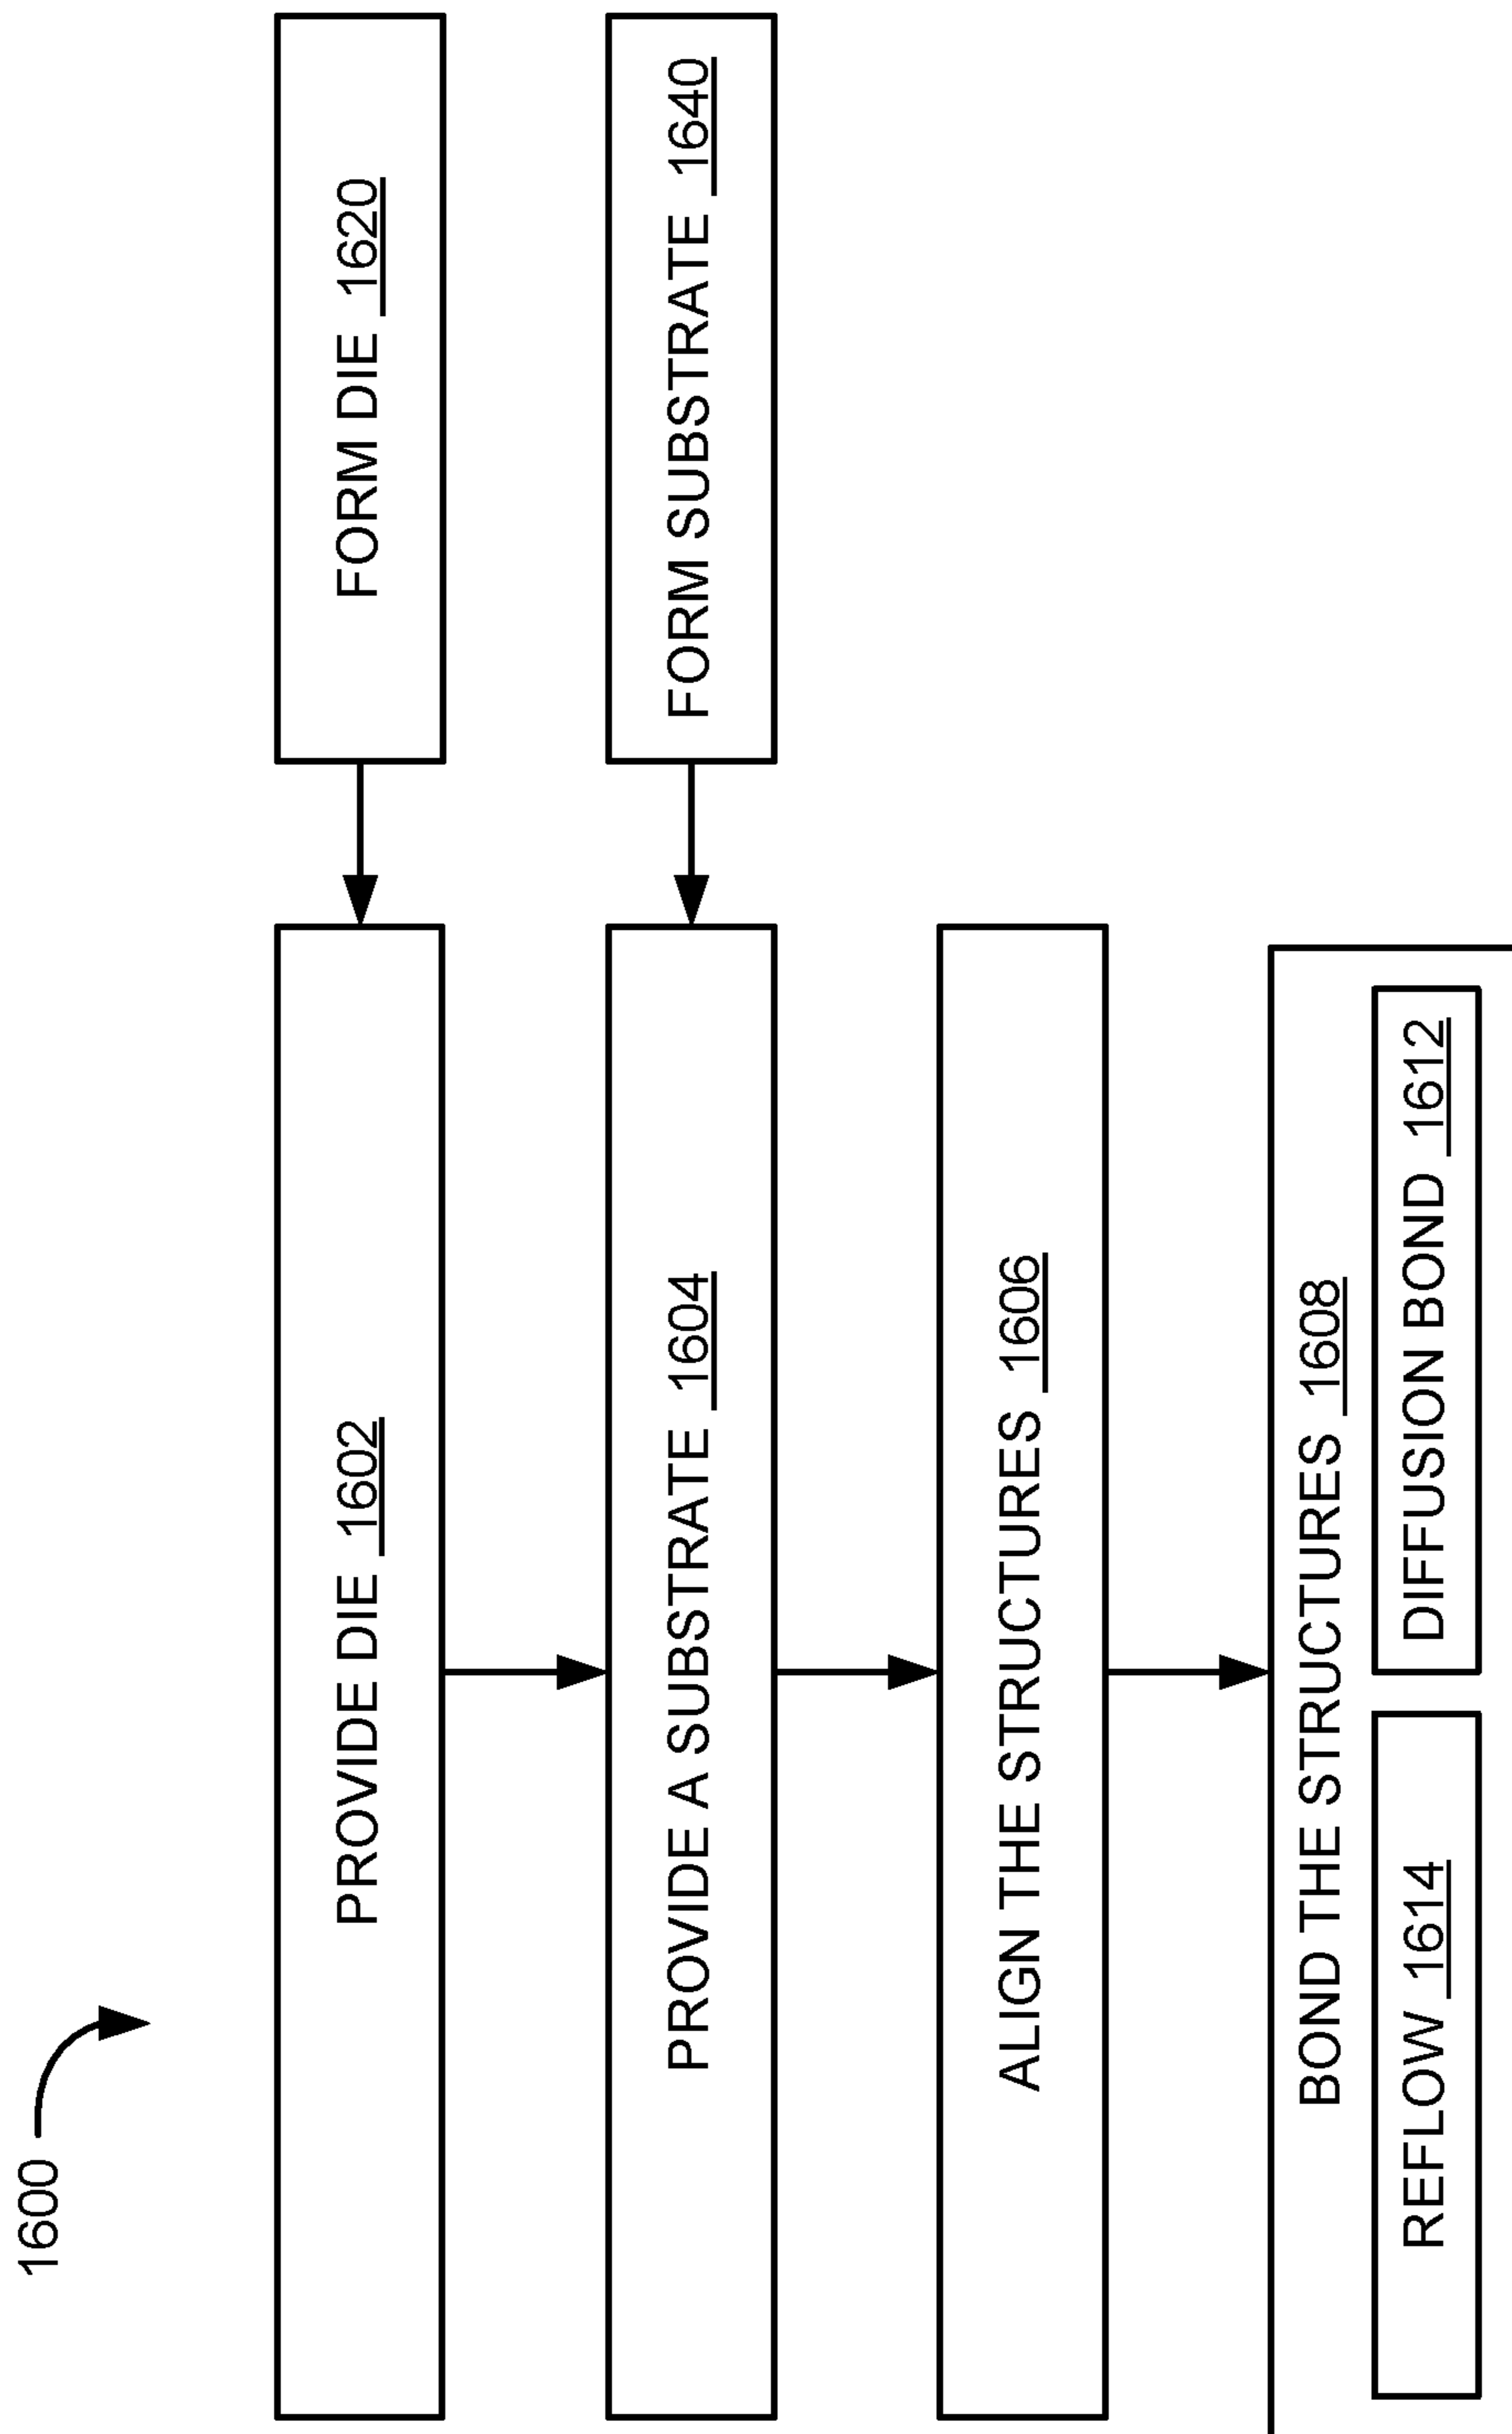 1600
PROVIDE DIE 1602
FORM DIE 1620
PROVIDE A SUBSTRATE 1604
FORM SUBSTRATE 1640
ALIGN THE STRUCTURES 1606
BOND THE STRUCTURES 1608
REFLOW 1614
DIFFUSION BOND 1612